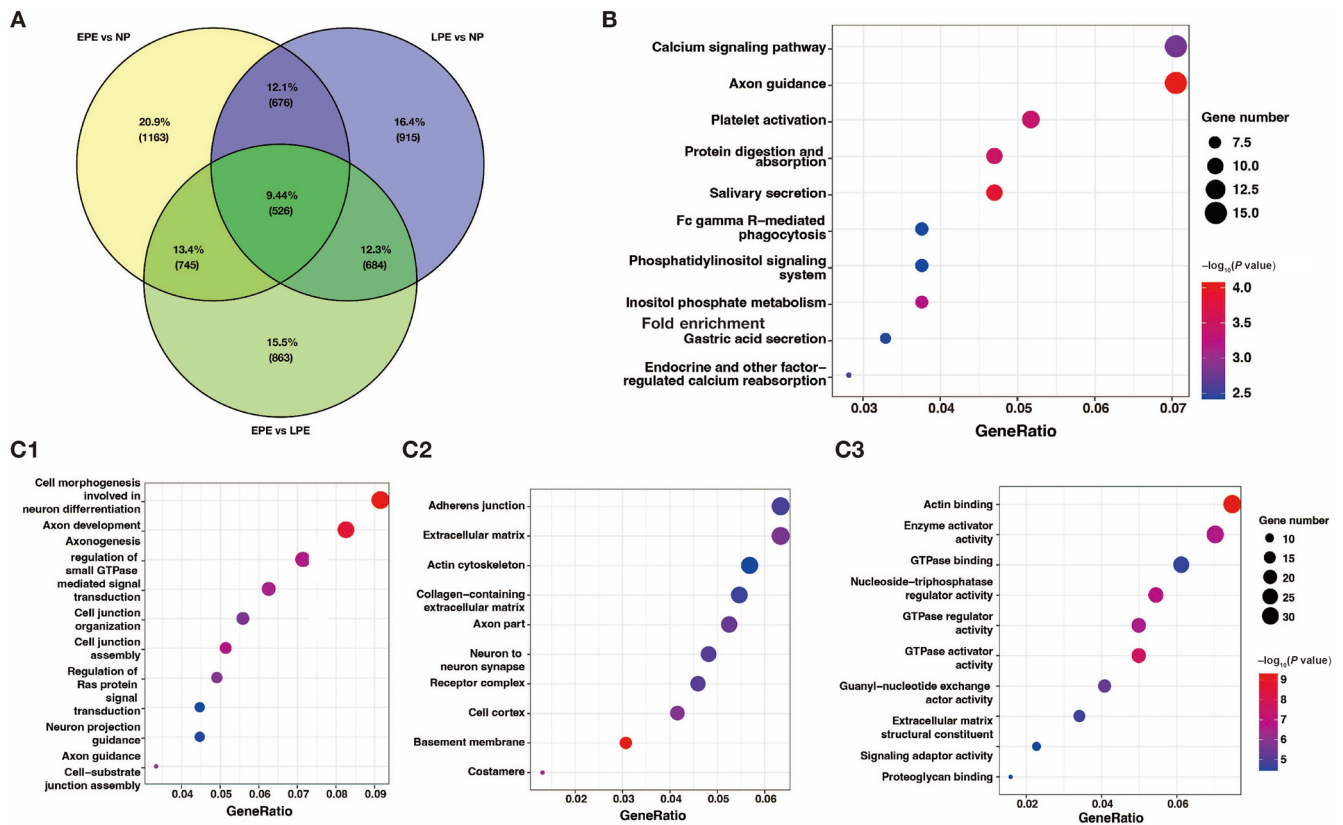 A
EPE vs NP
LPE vs NP
12.1%
(676)
20.9%
(1163)
16.4%
(915)
9.44%
(526)
13.4%
(745)
12.3%
(684)
15.5%
(863)
EPE vs LPE
B
Calcium signaling pathway
Axon guidance
Platelet activation
Protein digestion and
absorption
Salivary secretion
Fc gamma R–mediated
phagocytosis
Phosphatidylinositol signaling
system
Inositol phosphate metabolism
Fold enrichment
Gastric acid secretion
Endocrine and other factor–
regulated calcium reabsorption
0.03 0.04 0.05 0.06 0.07
GeneRatio
Gene number
7.5
10.0
12.5
15.0
–log10(P value)
4.0
3.5
3.0
2.5
C1
Cell morphogenesis
involved in
neuron differrentiation
Axon development
Axonogenesis
regulation of
small GTPase
mediated signal
transduction
Cell junction
organization
Cell junction
assembly
Regulation of
Ras protein
signal
transduction
Neuron projection
guidance
Axon guidance
Cell–substrate
junction assembly
0.04 0.05 0.06 0.07 0.08 0.09
GeneRatio
C2
Adherens junction
Extracellular matrix
Actin cytoskeleton
Collagen–containing
extracellular matrix
Axon part
Neuron to
neuron synapse
Receptor complex
Cell cortex
Basement membrane
Costamere
0.02 0.03 0.04 0.05 0.06
GeneRatio
C3
Actin binding
Enzyme activator
activity
GTPase binding
Nucleoside–triphosphatase
regulator activity
GTPase regulator
activity
GTPase activator
activity
Guanyl–nucleotide exchange
actor activity
Extracellular matrix
structural constituent
Signaling adaptor activity
Proteoglycan binding
0.02 0.04 0.06
GeneRatio
Gene number
10
15
20
25
30
–log10(P value)
9
8
7
6
5